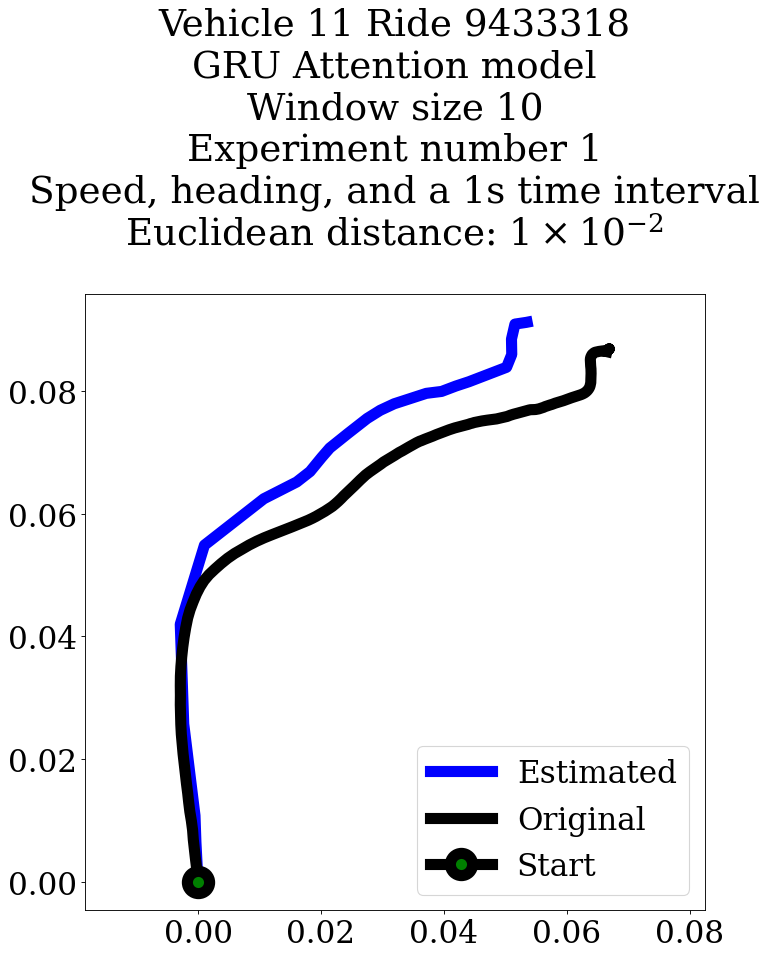 Vehicle 11 Ride 9433318
GRU Attention model
Window size 10
Experiment number 1
Speed, heading, and a 1s time interval
Euclidean distance: 1 × 10⁻²
0.08
0.06
0.04
0.02
0.00
Estimated
Original
Start
0.00 0.02 0.04 0.06 0.08